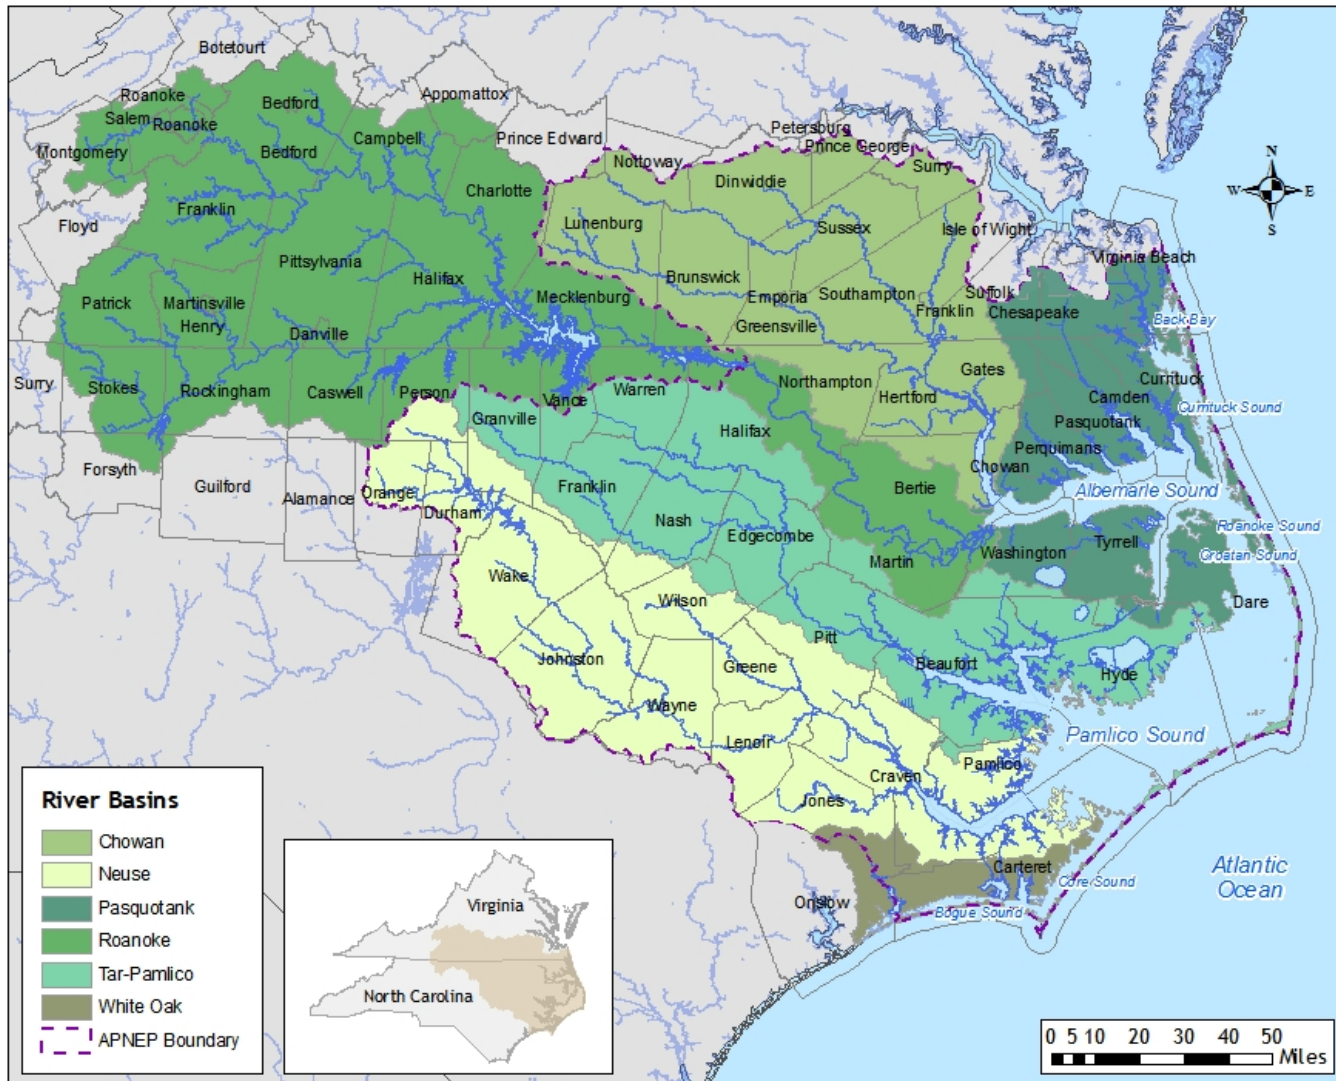 Botetourt
Roanoke
Bedford
Appomattox
Salem
Roanoke
Campbell
Prince Edward
Petersburg
Prince George
Montgomery
Bedford
Nottoway
Surry
Dinwiddie
Charlotte
Franklin
Floyd
Lunenburg
Sussex
Isle of Wight
N
W
E
S
Pittsylvania
Halifax
Brunswick
Virginia Beach
Patrick
Martinsville
Mecklenburg
Emporia
Southampton
Suffolk
Henry
Danville
Greensville
Franklin
Chesapeake
Back Bay
Surry
Stokes
Rockingham
Caswell
Person
Vance
Warren
Northampton
Gates
Currituck
Hertford
Camden
Currituck Sound
Granville
Halifax
Pasquotank
Perquimans
Forsyth
Guilford
Alamance
Orange
Franklin
Bertie
Chowan
Albemarle Sound
Durham
Nash
Edgecombe
Roanoke Sound
Washington
Tyrrell
Croatan Sound
Martin
Wake
Wilson
Dare
Pitt
Johnston
Greene
Beaufort
Hyde
Wayne
Lenoir
Pamlico Sound
Pamlico
Craven
Jones
Carteret
Core Sound
Atlantic
Ocean
Onslow
Bogue Sound
River Basins
Chowan
Neuse
Pasquotank
Roanoke
Tar-Pamlico
White Oak
APNEP Boundary
Virginia
North Carolina
0 5 10 20 30 40 50
Miles